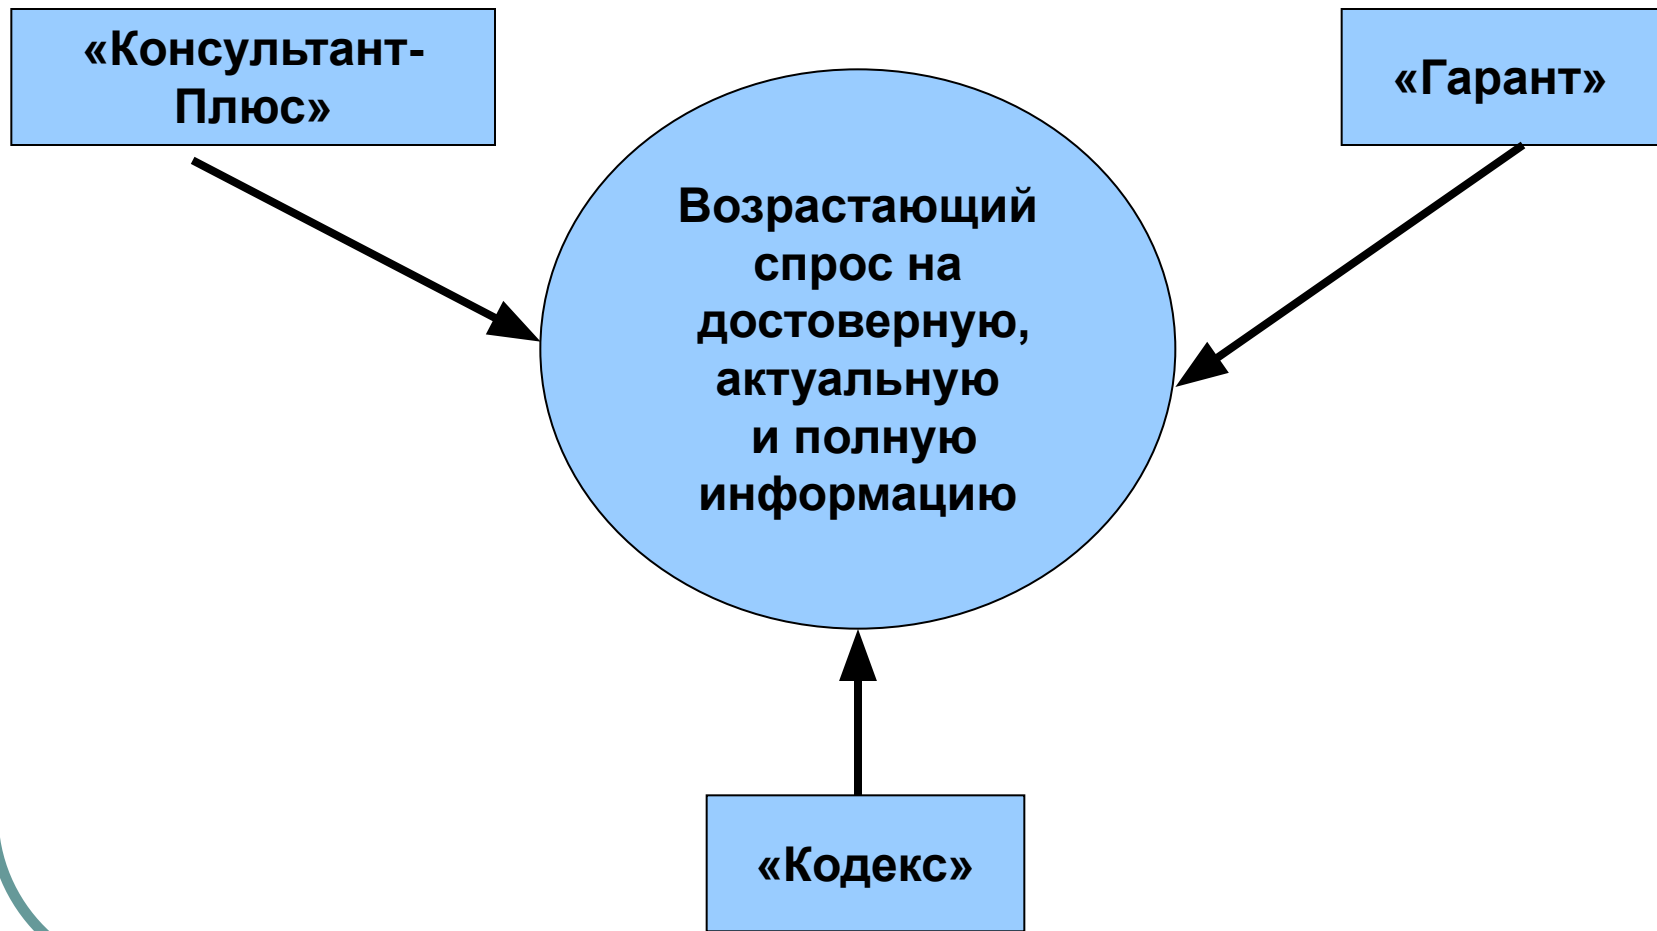 «Консультант-
Плюс»
«Гарант»
Возрастающий
спрос на
достоверную,
актуальную
и полную
информацию
«Кодекс»